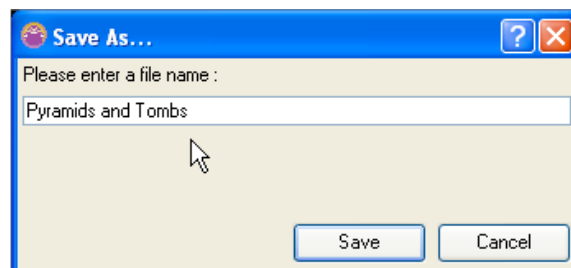 Save As...
Please enter a file name :
Pyramids and Tombs
Save Cancel